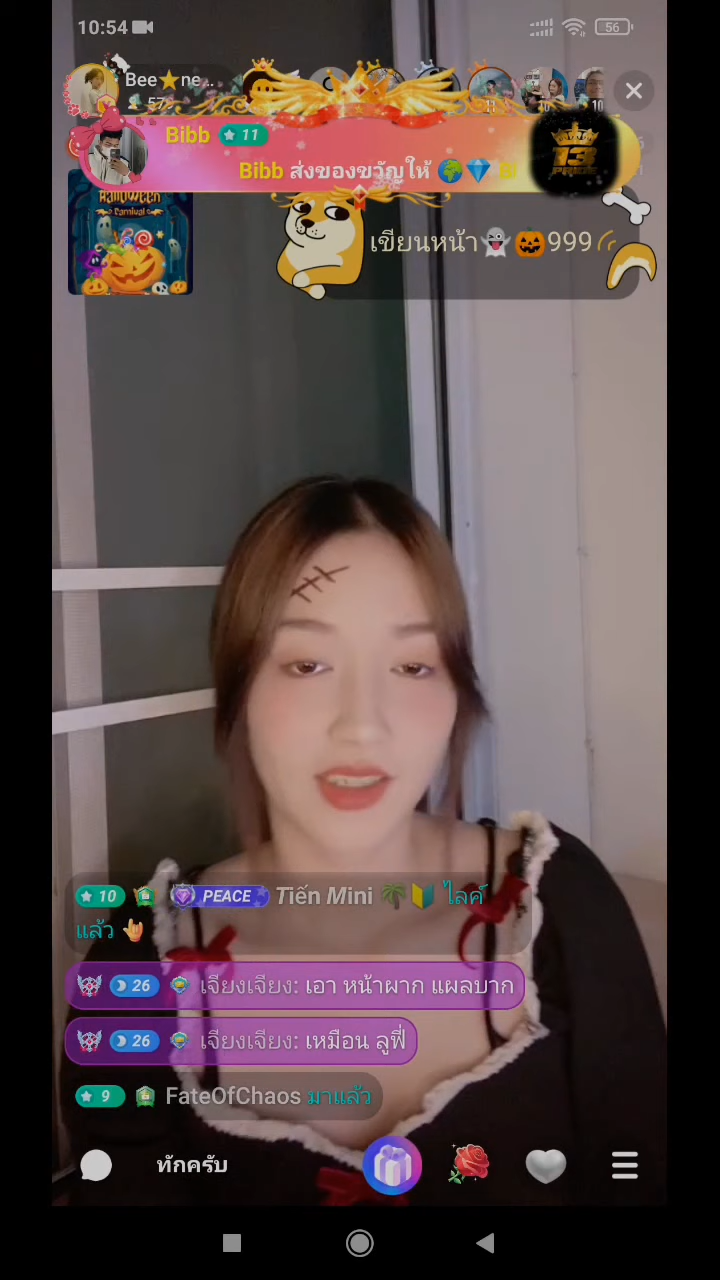 10:54
56
Bee⭐ne...
57
11
10
Bibb 11
Bibb ส่งของขวัญให้ 🌍💎
13
PRIDE
Halloween
Carnival
เขียนหน้า👻🎃999
10 PEACE Tiến Mini 🌴🔰 ไลค์
แล้ว 🤟
26 เจียงเจียง: เอา หน้าผาก แผลบาก
26 เจียงเจียง: เหมือน ลูฟี่
9 FateOfChaos มาแล้ว
ทักครับ